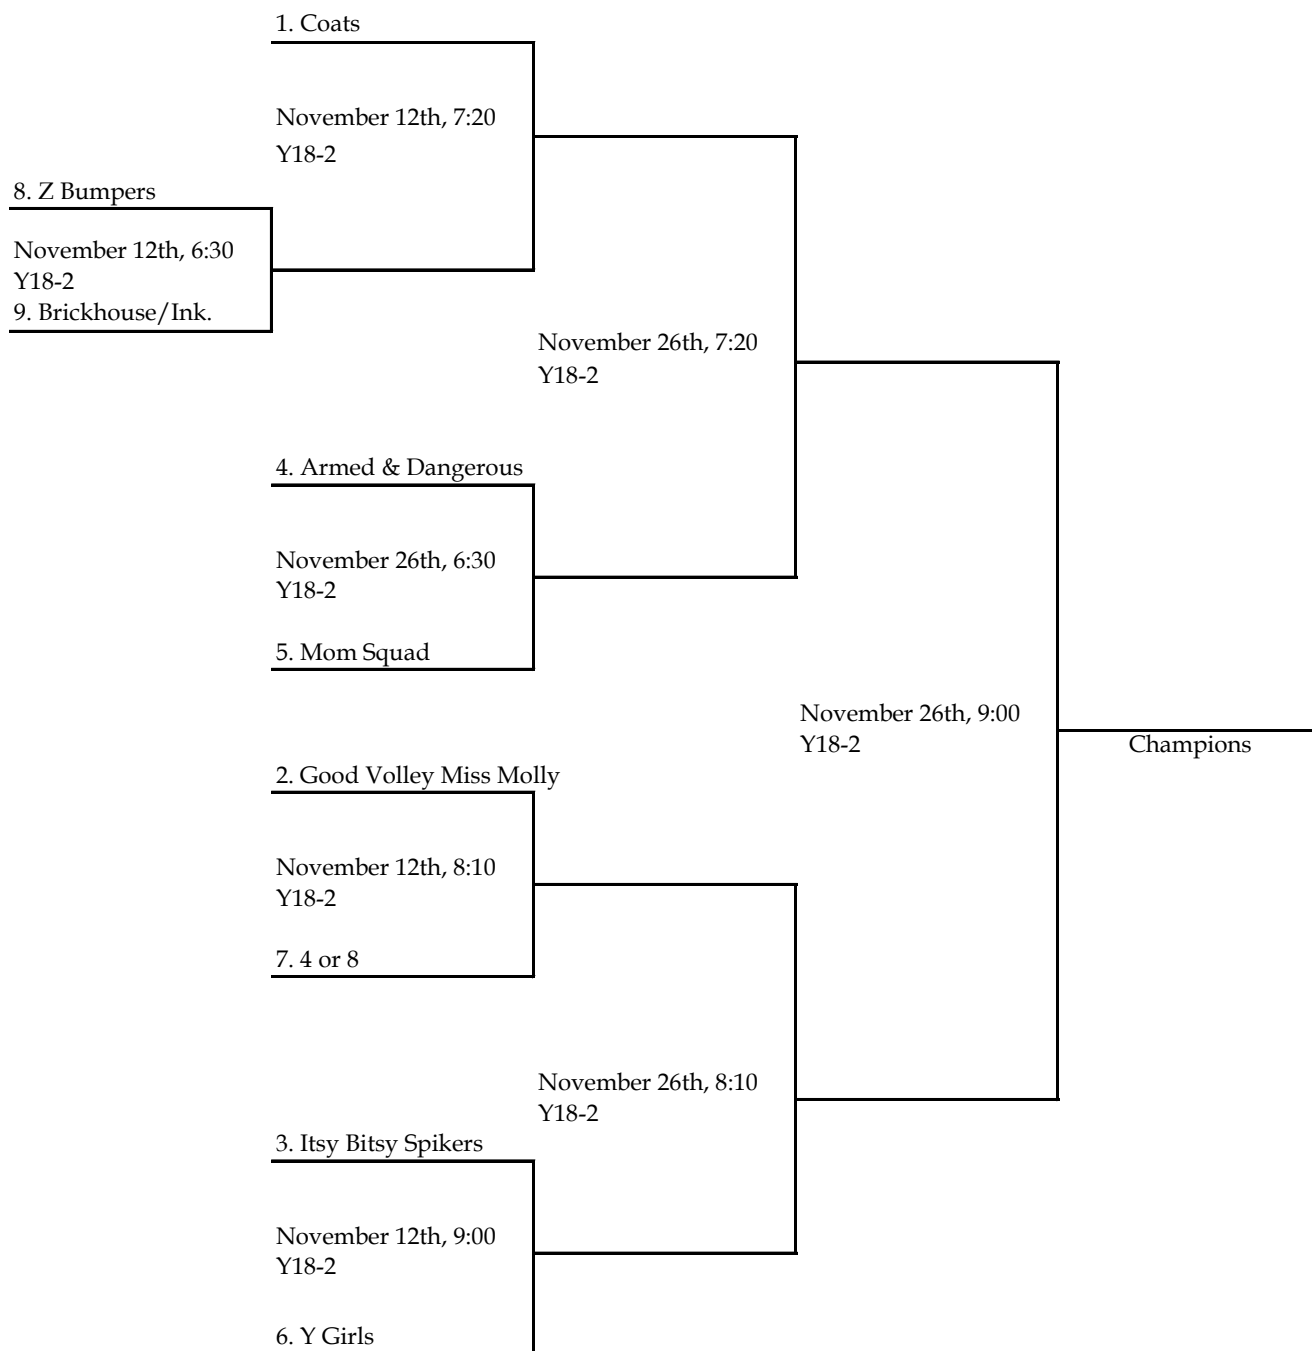 1. Coats
November 12th, 7:20
Y18-2
8. Z Bumpers
November 12th, 6:30
Y18-2
9. Brickhouse/Ink.
November 26th, 7:20
Y18-2
4. Armed & Dangerous
November 26th, 6:30
Y18-2
5. Mom Squad
November 26th, 9:00
Y18-2
Champions
2. Good Volley Miss Molly
November 12th, 8:10
Y18-2
7. 4 or 8
November 26th, 8:10
Y18-2
3. Itsy Bitsy Spikers
November 12th, 9:00
Y18-2
6. Y Girls